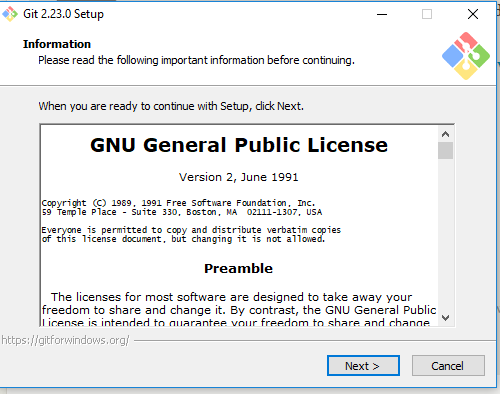 Git 2.23.0 Setup
Information
Please read the following important information before continuing.
When you are ready to continue with Setup, click Next.
GNU General Public License
Version 2, June 1991
Copyright (C) 1989, 1991 Free Software Foundation, Inc.
59 Temple Place - Suite 330, Boston, MA  02111-1307, USA
Everyone is permitted to copy and distribute verbatim copies
of this license document, but changing it is not allowed.
Preamble
The licenses for most software are designed to take away your
freedom to share and change it. By contrast, the GNU General Public
License is intended to guarantee your freedom to share and change
https://gitforwindows.org/
Next >
Cancel